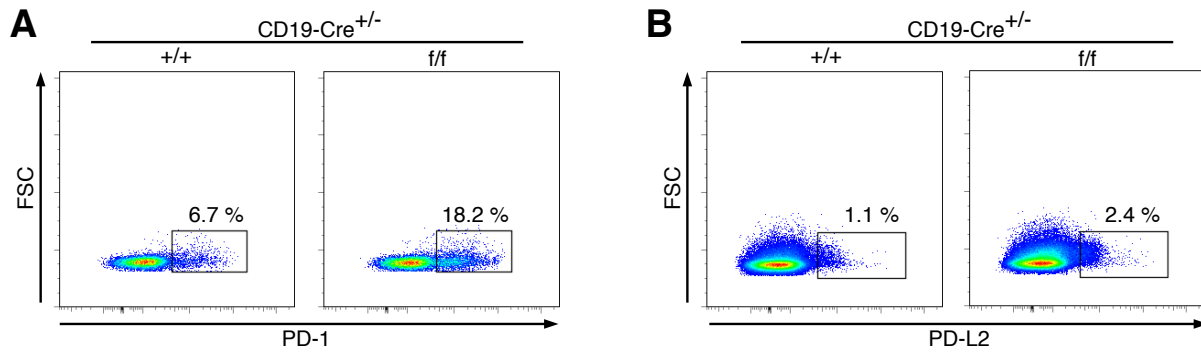 A
CD19-Cre+/-
+/+
f/f
FSC
6.7 %
18.2 %
PD-1
B
CD19-Cre+/-
+/+
f/f
FSC
1.1 %
2.4 %
PD-L2